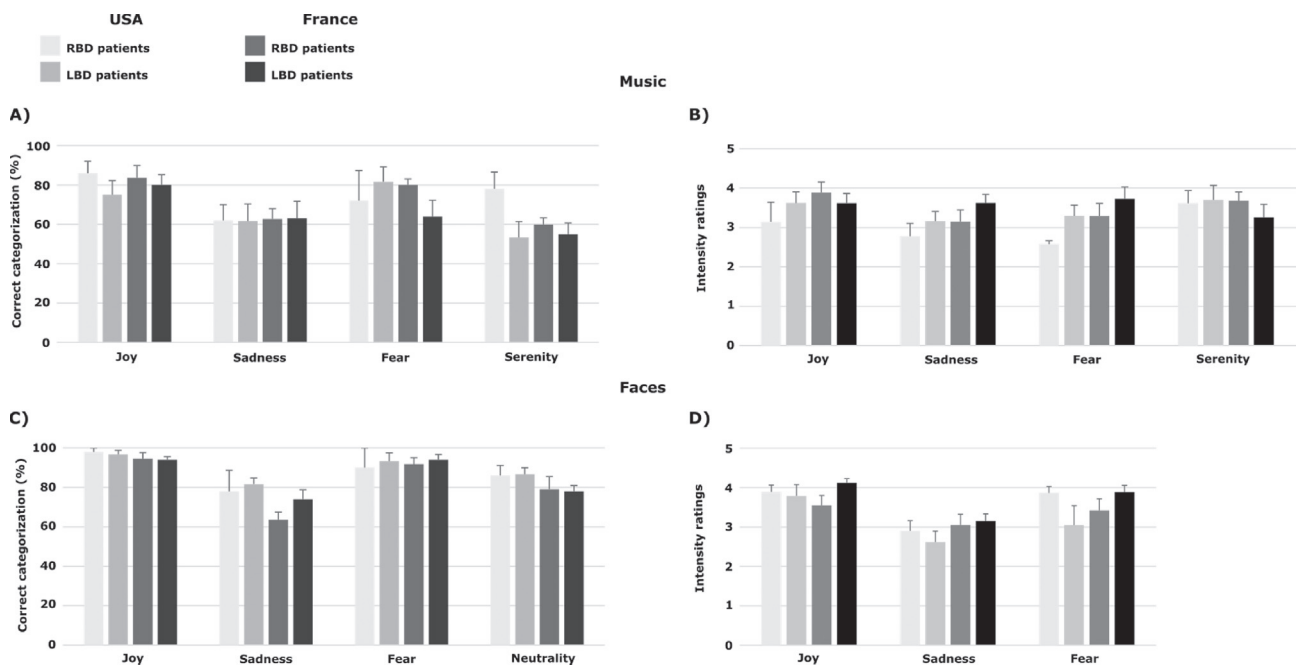 USA France
RBD patients RBD patients
LBD patients LBD patients
Music
A)
Correct categorization (%)
100
80
60
40
20
0
Joy Sadness Fear Serenity
B)
Intensity ratings
5
4
3
2
1
0
Joy Sadness Fear Serenity
Faces
C)
Correct categorization (%)
100
80
60
40
20
0
Joy Sadness Fear Neutrality
D)
Intensity ratings
5
4
3
2
1
0
Joy Sadness Fear